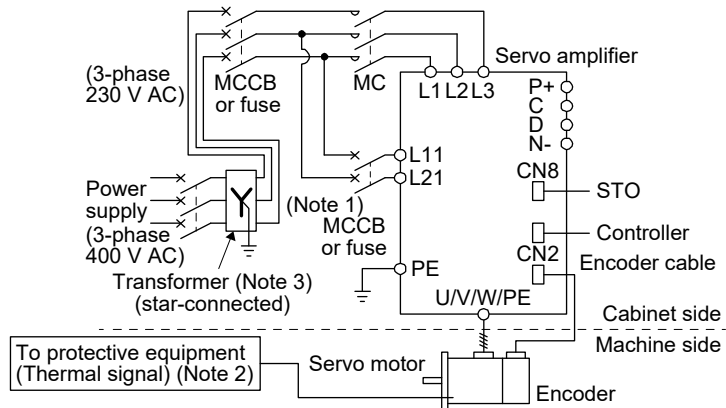 (3-phase
230 V AC)
MCCB
or fuse
MC
Servo amplifier
L1 L2 L3
P+
C
D
N-
L11
L21
CN8
STO
Power
supply
(3-phase
400 V AC)
(Note 1)
MCCB
or fuse
Controller
CN2
Encoder cable
Transformer (Note 3)
(star-connected)
PE
U/V/W/PE
Cabinet side
Machine side
To protective equipment
(Thermal signal) (Note 2)
Servo motor
Encoder